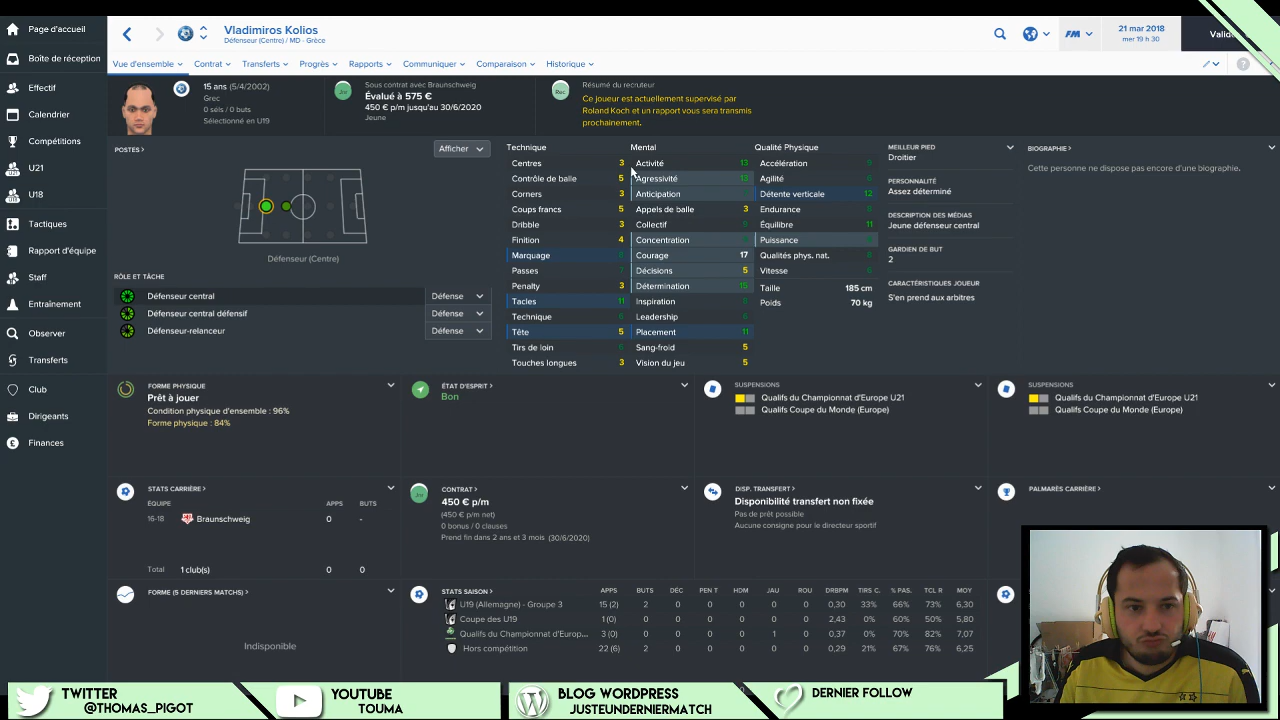 Page d'accueil
Boîte de réception
Effectif
Calendrier
Compétitions
U21
U18
Tactiques
Rapport d'équipe
Staff
Entraînement
Observer
Transferts
Club
Dirigeants
Finances
Vladimiros Kolios
Défenseur (Centre) / MD - Grèce
FM
21 mar 2018
mer 19 h 30
Vue d'ensemble
Contrat
Transferts
Progrès
Rapports
Communiquer
Comparaison
Historique
15 ans (5/4/2002)
Grec
0 séls / 0 buts
Sélectionné en U19
Sous contrat avec Braunschweig
Évalué à 575 €
450 € p/m jusqu'au 30/6/2020
Jeune
Rec
Résumé du recruteur
Ce joueur est actuellement supervisé par
Roland Koch et un rapport vous sera transmis
prochainement.
POSTES >
Afficher
Défenseur (Centre)
RÔLE ET TÂCHE
Défenseur central Défense
Défenseur central défensif Défense
Défenseur-relanceur Défense
Technique
Centres 3
Contrôle de balle 5
Corners 3
Coups francs 5
Dribble 3
Finition 4
Marquage
Passes
Penalty 3
Tacles 11
Technique
Tête 5
Tirs de loin
Touches longues 3
Mental
Activité 13
Agressivité 13
Anticipation
Appels de balle 3
Collectif
Concentration
Courage 17
Décisions 5
Détermination 15
Inspiration
Leadership
Placement 11
Sang-froid 5
Vision du jeu 5
Qualité Physique
Accélération
Agilité
Détente verticale 12
Endurance
Équilibre 11
Puissance
Qualités phys. nat.
Vitesse
Taille 185 cm
Poids 70 kg
MEILLEUR PIED
Droitier
PERSONNALITÉ
Assez déterminé
DESCRIPTION DES MÉDIAS
Jeune défenseur central
GARDIEN DE BUT
2
CARACTÉRISTIQUES JOUEUR
S'en prend aux arbitres
BIOGRAPHIE >
Cette personne ne dispose pas encore d'une biographie.
FORME PHYSIQUE
Prêt à jouer
Condition physique d'ensemble : 96%
Forme physique : 84%
ÉTAT D'ESPRIT >
Bon
SUSPENSIONS
Qualifs du Championnat d'Europe U21
Qualifs Coupe du Monde (Europe)
SUSPENSIONS
Qualifs du Championnat d'Europe U21
Qualifs Coupe du Monde (Europe)
STATS CARRIÈRE >
ÉQUIPE APPS BUTS
16-18 Braunschweig 0 -
Total 1 club(s) 0 0
CONTRAT >
450 € p/m
(450 € p/m net)
0 bonus / 0 clauses
Prend fin dans 2 ans et 3 mois (30/6/2020)
DISP. TRANSFERT >
Disponibilité transfert non fixée
Pas de prêt possible
Aucune consigne pour le directeur sportif
PALMARÈS CARRIÈRE >
FORME (5 DERNIERS MATCHS) >
Indisponible
STATS SAISON > APPS BUTS DÉC PEN T HDM JAU ROU DRBPM TIRS C. % PAS. TCL R MOY
U19 (Allemagne) - Groupe 3 15 (2) 2 0 0 0 0 0 0,30 33% 66% 73% 6,30
Coupe des U19 1 (0) 0 0 0 0 0 0 2,43 0% 60% 50% 5,80
Qualifs du Championnat d'Europ... 3 (0) 0 0 0 0 1 0 0,37 0% 70% 82% 7,07
Hors compétition 22 (6) 2 0 0 0 0 0 0,29 21% 67% 76% 6,25
TWITTER
@THOMAS_PIGOT
YOUTUBE
TOUMA
BLOG WORDPRESS
JUSTEUNDERNIERMATCH
DERNIER FOLLOW